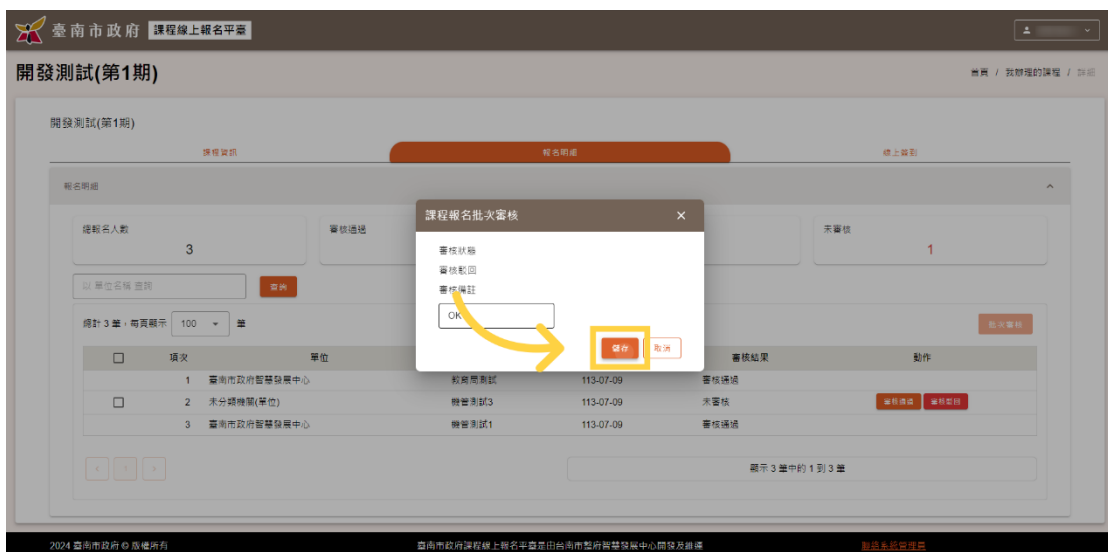 臺南市政府 課程線上報名平臺
開發測試(第1期)
首頁 / 我辦理的課程 / 詳細
開發測試(第1期)
課程資訊
報名明細
線上簽到
報名明細
總報名人數
3
審核通過
未審核
1
課程報名批次審核 ×
審核狀態
審核駁回
審核備註
OK
儲存
取消
以 單位名稱 查詢
查詢
總計 3 筆，每頁顯示 100 筆
批次審核
項次 單位 審核結果 動作
1 臺南市政府智慧發展中心 教育局測試 113-07-09 審核通過
2 未分類機關(單位) 機管測試3 113-07-09 未審核 審核通過 審核駁回
3 臺南市政府智慧發展中心 機管測試1 113-07-09 審核通過
顯示 3 筆中的 1 到 3 筆
2024 臺南市政府 © 版權所有
臺南市政府課程線上報名平臺是由台南市整府智慧發展中心開發及維護
聯絡系統管理員